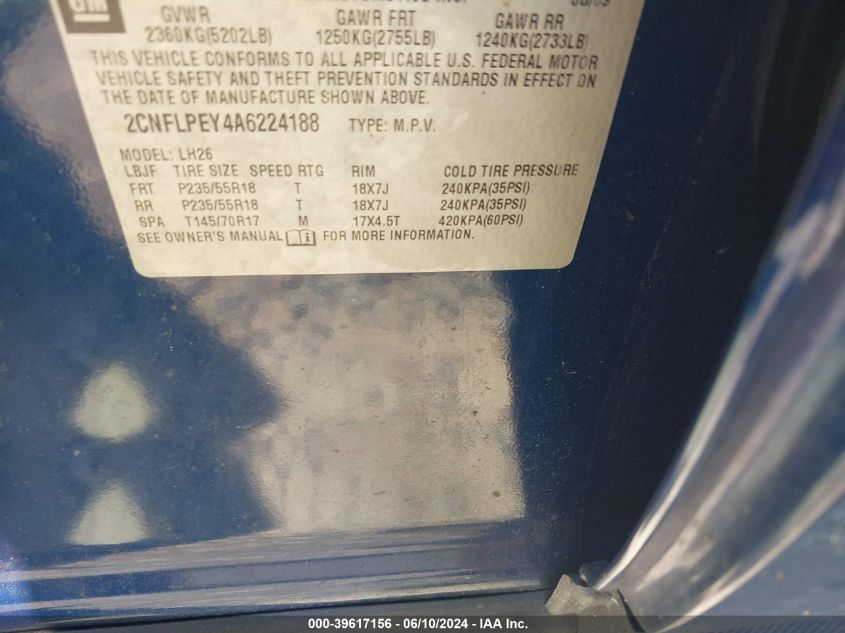 GM
GVWR GAWR FRT GAWR RR
2360KG(5202LB) 1250KG(2755LB) 1240KG(2733LB)
THIS VEHICLE CONFORMS TO ALL APPLICABLE U.S. FEDERAL MOTOR
VEHICLE SAFETY AND THEFT PREVENTION STANDARDS IN EFFECT ON
THE DATE OF MANUFACTURE SHOWN ABOVE.
2CNFLPEY4A6224188 TYPE: M.P.V.
MODEL: LH26
LBJF TIRE SIZE SPEED RTG RIM COLD TIRE PRESSURE
FRT P235/55R18 T 18X7J 240KPA(35PSI)
RR P235/55R18 T 18X7J 240KPA(35PSI)
SPA T145/70R17 M 17X4.5T 420KPA(60PSI)
SEE OWNER'S MANUAL FOR MORE INFORMATION.
000-39617156 - 06/10/2024 - IAA Inc.